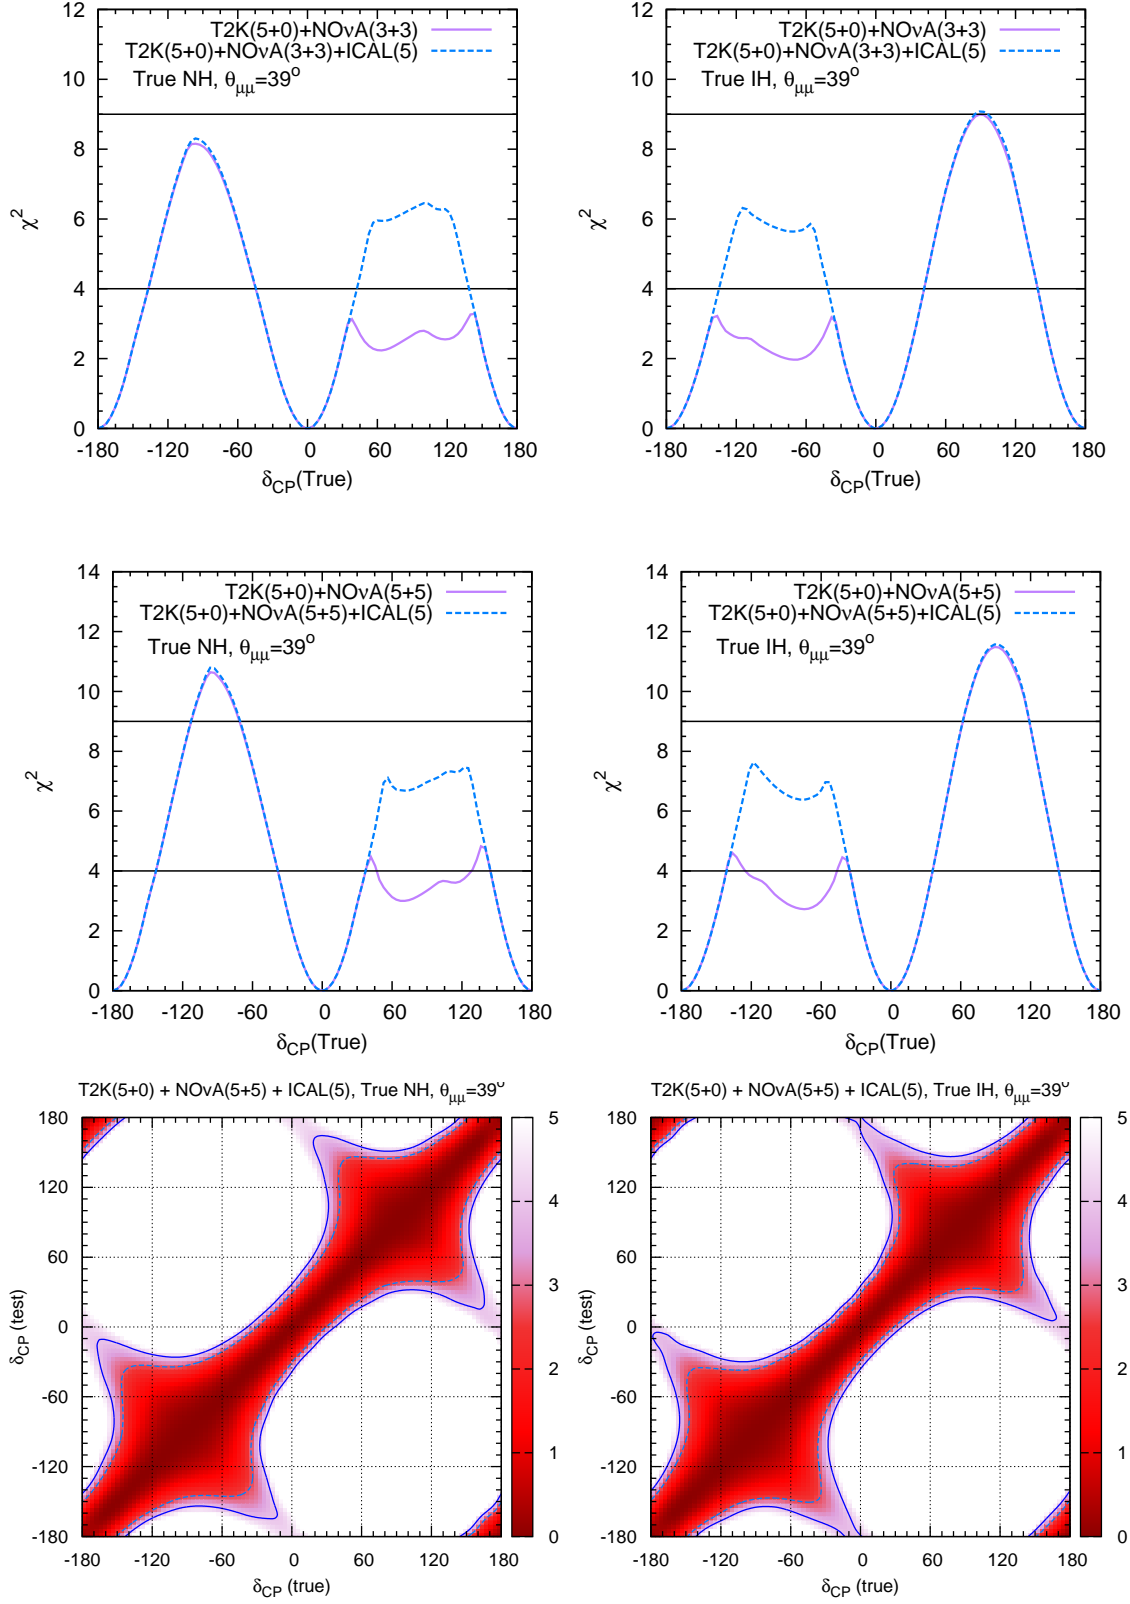 T2K(5+0)+NOνA(3+3)
T2K(5+0)+NOνA(3+3)+ICAL(5)
True NH, θμμ=39o
χ2
12
10
8
6
4
2
0
-180 -120 -60 0 60 120 180
δCP(True)
T2K(5+0)+NOνA(3+3)
T2K(5+0)+NOνA(3+3)+ICAL(5)
True IH, θμμ=39o
χ2
12
10
8
6
4
2
0
-180 -120 -60 0 60 120 180
δCP(True)
T2K(5+0)+NOνA(5+5)
T2K(5+0)+NOνA(5+5)+ICAL(5)
True NH, θμμ=39o
χ2
14
12
10
8
6
4
2
0
-180 -120 -60 0 60 120 180
δCP(True)
T2K(5+0)+NOνA(5+5)
T2K(5+0)+NOνA(5+5)+ICAL(5)
True IH, θμμ=39o
χ2
14
12
10
8
6
4
2
0
-180 -120 -60 0 60 120 180
δCP(True)
T2K(5+0) + NOνA(5+5) + ICAL(5), True NH, θμμ=39o
δCP (test)
180
120
60
0
-60
-120
-180
-180 -120 -60 0 60 120 180
δCP (true)
5
4
3
2
1
0
T2K(5+0) + NOνA(5+5) + ICAL(5), True IH, θμμ=39o
δCP (test)
180
120
60
0
-60
-120
-180
-180 -120 -60 0 60 120 180
δCP (true)
5
4
3
2
1
0